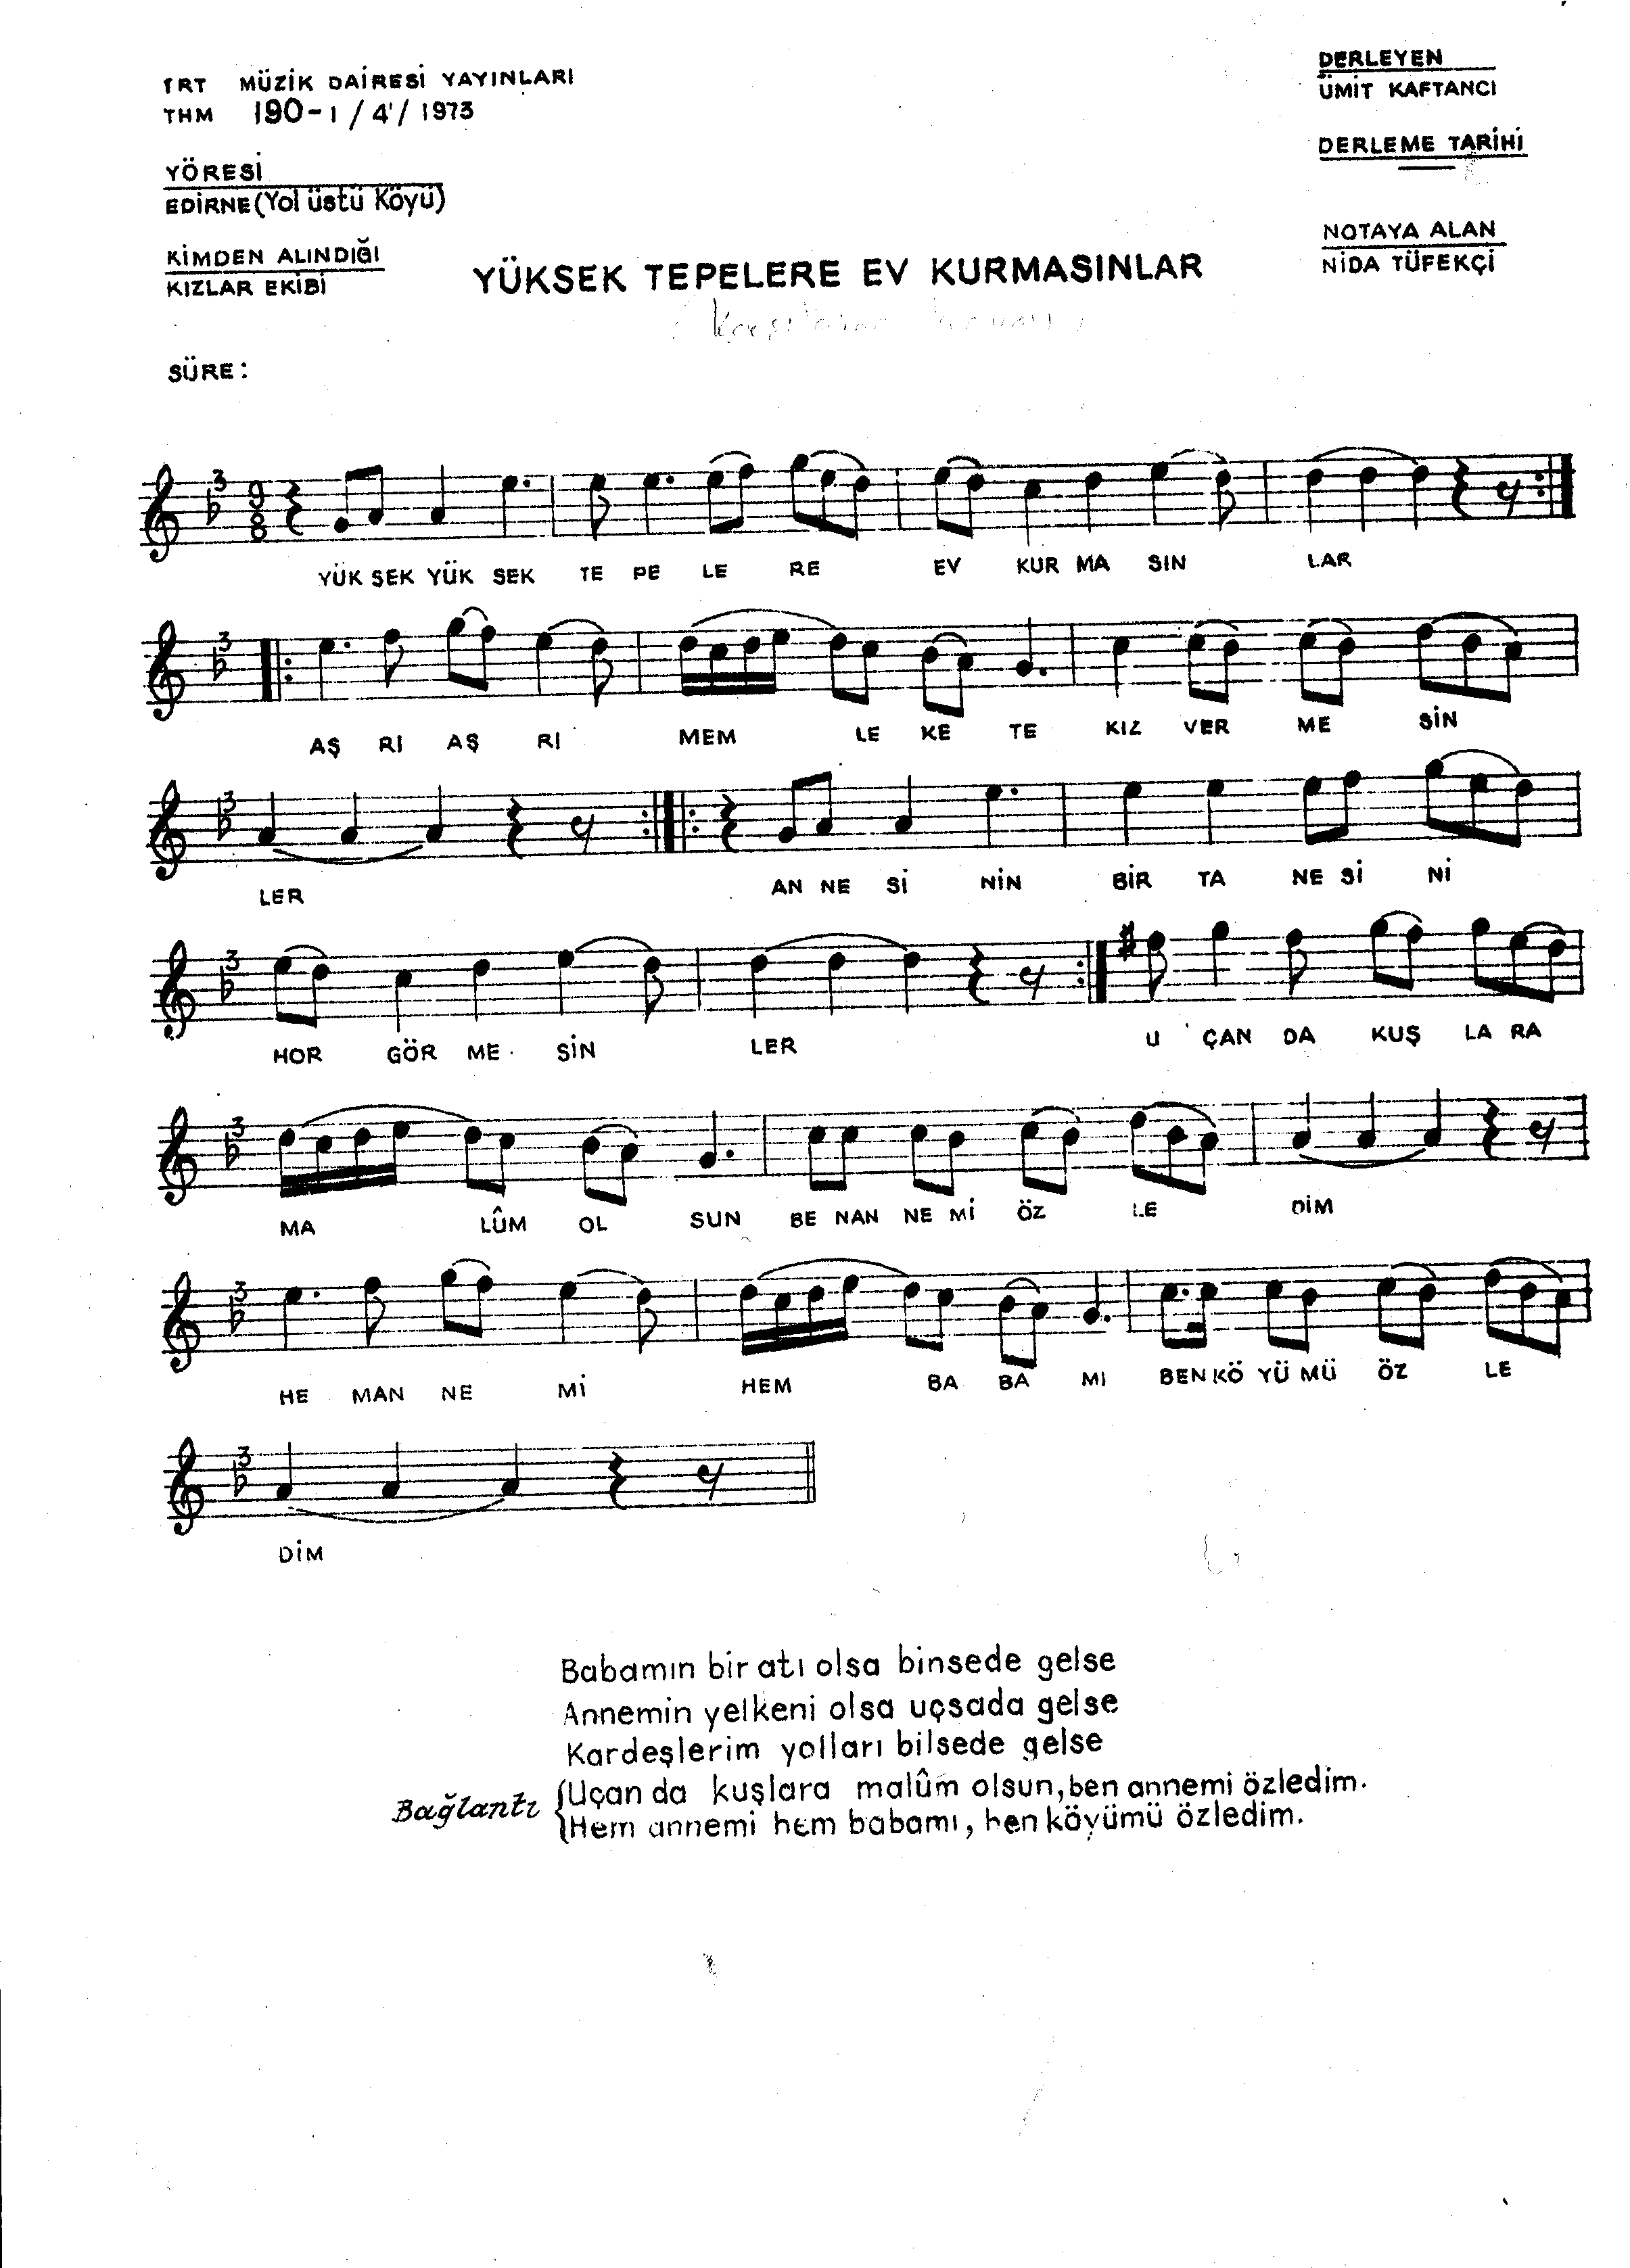 TRT MÜZİK DAİRESİ YAYINLARI
THM 190-1/4/1973
DERLEYEN
ÜMİT KAFTANCI
DERLEME TARİHİ
YÖRESİ
EDİRNE (Yol üstü Köyü)
NOTAYA ALAN
NİDA TÜFEKÇİ
KİMDEN ALINDIĞI
KIZLAR EKİBİ
YÜKSEK TEPELERE EV KURMASINLAR
SÜRE:
3 9 8
YÜK SEK YÜK SEK TE PE LE RE EV KUR MA SIN LAR
3
AŞ RI AŞ RI MEM LE KE TE KIZ VER ME SİN
3
LER AN NE Sİ NİN BİR TA NE Sİ Nİ
3
HOR GÖR ME SİN LER U ÇAN DA KUŞ LA RA
3
MA LÛM OL SUN BE NAN NE Mİ ÖZ LE DİM
3
HE MAN NE Mİ HEM BA BA MI BEN KÖ YÜ MÜ ÖZ LE
3
DİM
Babamın bir atı olsa binsede gelse
Annemin yelkeni olsa uçsada gelse
Kardeşlerim yolları bilsede gelse
Bağlantı {Uçan da kuşlara malûm olsun, ben annemi özledim.
Hem annemi hem babamı, ben köyümü özledim.